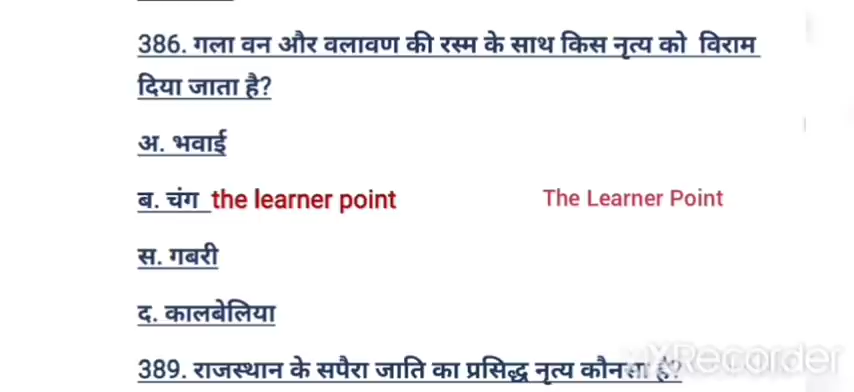 386. गला वन और वलावण की रस्म के साथ किस नृत्य को विराम
दिया जाता है?
अ. भवाई
ब. चंग the learner point The Learner Point
स. गबरी
द. कालबेलिया
389. राजस्थान के सपैरा जाति का प्रसिद्ध नृत्य कौनसा है?
XRecorder